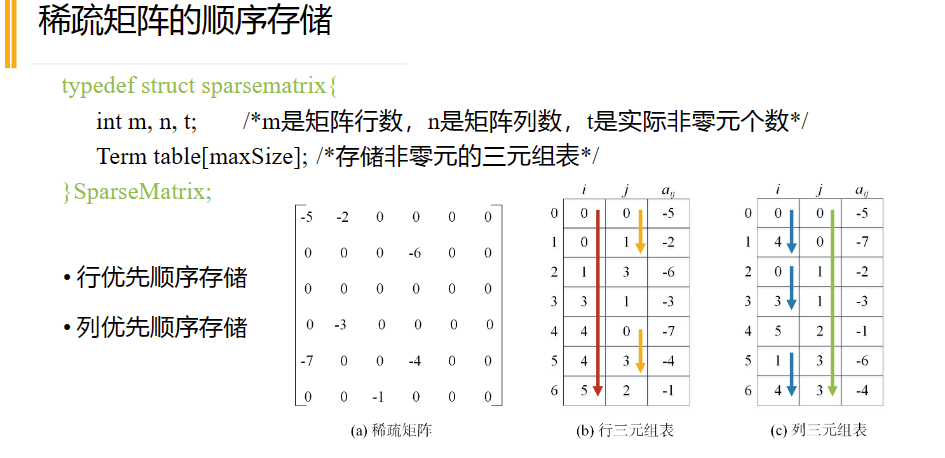 稀疏矩阵的顺序存储
typedef struct sparsematrix{
int m, n, t; /*m是矩阵行数，n是矩阵列数，t是实际非零元个数*/
Term table[maxSize]; /*存储非零元的三元组表*/
}SparseMatrix;
• 行优先顺序存储
• 列优先顺序存储
-5 -2 0 0 0 0
0 0 0 -6 0 0
0 0 0 0 0 0
0 -3 0 0 0 0
-7 0 0 -4 0 0
0 0 -1 0 0 0
(a) 稀疏矩阵
i j aij
0 0 0 -5
1 0 1 -2
2 1 3 -6
3 3 1 -3
4 4 0 -7
5 4 3 -4
6 5 2 -1
(b) 行三元组表
i j aij
0 0 0 -5
1 4 0 -7
2 0 1 -2
3 3 1 -3
4 5 2 -1
5 1 3 -6
6 4 3 -4
(c) 列三元组表